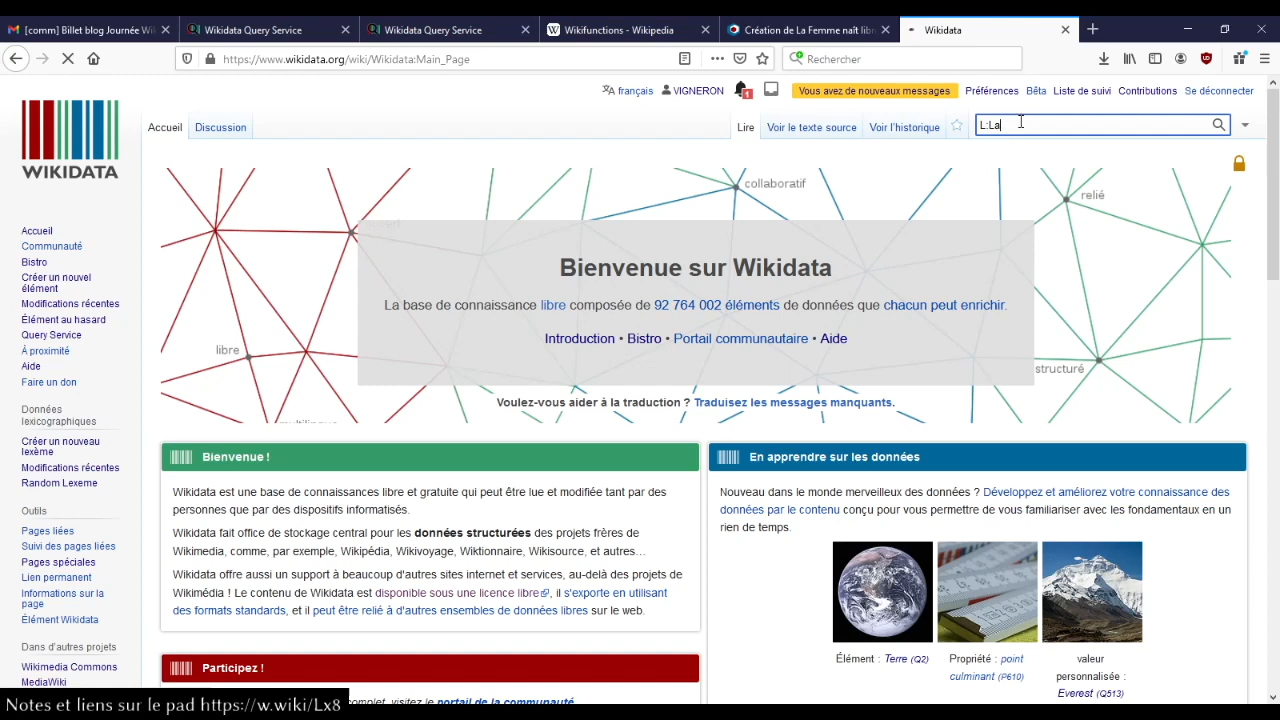 [comm] Billet blog Journée Wi
Wikidata Query Service
Wikidata Query Service
Wikifunctions - Wikipedia
Création de La Femme naît libr
Wikidata
https://www.wikidata.org/wiki/Wikidata:Main_Page
Rechercher
français
VIGNERON
1
Vous avez de nouveaux messages
Préférences
Bêta
Liste de suivi
Contributions
Se déconnecter
Accueil
Discussion
Lire
Voir le texte source
Voir l'historique
L:La
WIKIDATA
collaboratif
relié
libre
structuré
Bienvenue sur Wikidata
La base de connaissance libre composée de 92 764 002 éléments de données que chacun peut enrichir.
Introduction • Bistro • Portail communautaire • Aide
Voulez-vous aider à la traduction ? Traduisez les messages manquants.
Accueil
Communauté
Bistro
Créer un nouvel
élément
Modifications récentes
Élément au hasard
Query Service
À proximité
Aide
Faire un don
Données
lexicographiques
Créer un nouveau
lexème
Modifications récentes
Random Lexeme
Outils
Pages liées
Suivi des pages liées
Pages spéciales
Lien permanent
Informations sur la
page
Élément Wikidata
Dans d'autres projets
Wikimedia Commons
MediaWiki
Bienvenue !
Wikidata est une base de connaissances libre et gratuite qui peut être lue et modifiée tant par des
personnes que par des dispositifs informatisés.
Wikidata fait office de stockage central pour les données structurées des projets frères de
Wikimedia, comme, par exemple, Wikipédia, Wikivoyage, Wiktionnaire, Wikisource, et autres…
Wikidata offre aussi un support à beaucoup d'autres sites internet et services, au-delà des projets de
Wikimédia ! Le contenu de Wikidata est disponible sous une licence libre, il s'exporte en utilisant
des formats standards, et il peut être relié à d'autres ensembles de données libres sur le web.
Participez !
complet, visitez le portail de la communauté
En apprendre sur les données
Nouveau dans le monde merveilleux des données ? Développez et améliorez votre connaissance des
données par le contenu conçu pour vous permettre de vous familiariser avec les fondamentaux en un
rien de temps.
Élément : Terre (Q2)
Propriété : point
culminant (P610)
valeur
personnalisée :
Everest (Q513)
Notes et liens sur le pad https://w.wiki/Lx8